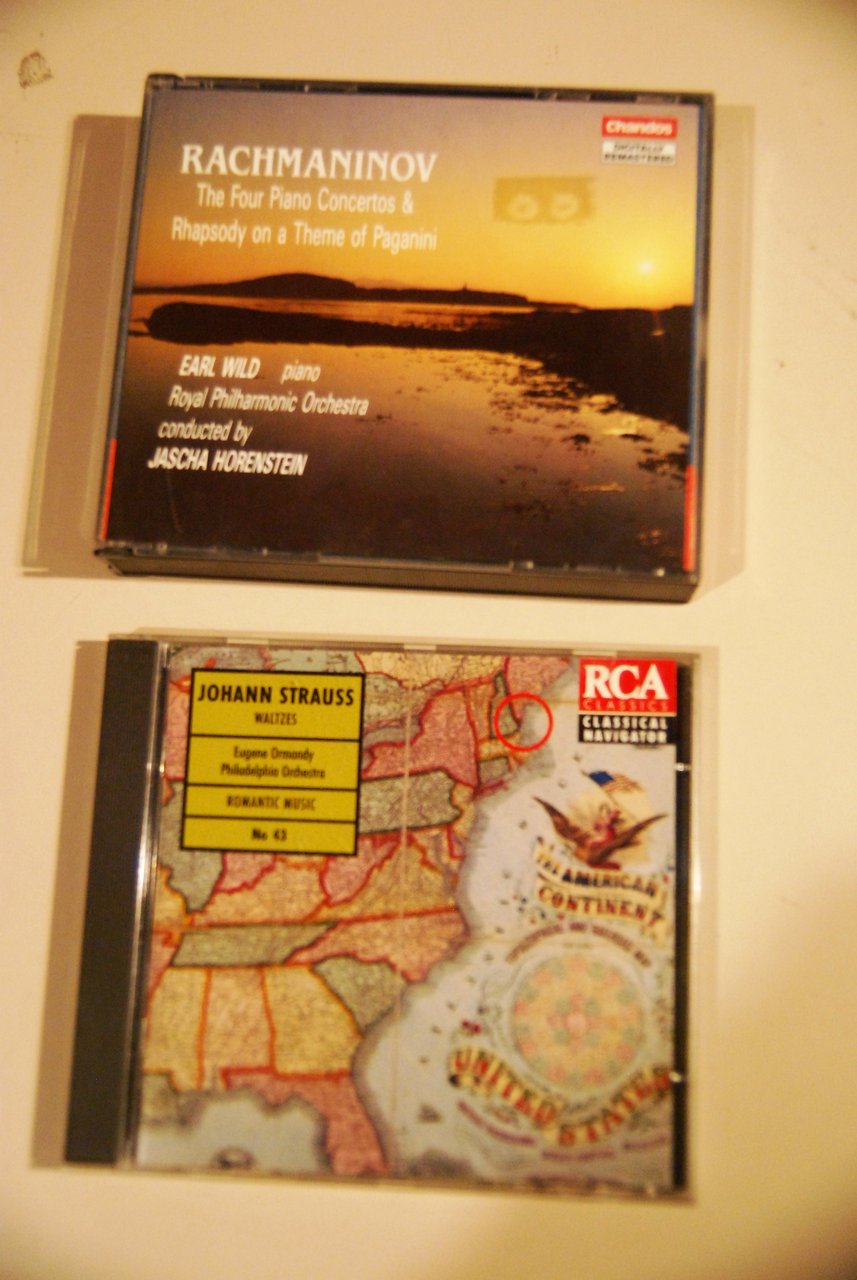 Chandos
DIGITALLY
REMASTERED
RACHMANINOV
The Four Piano Concertos &
Rhapsody on a Theme of Paganini
EARL WILD piano
Royal Philharmonic Orchestra
conducted by
JASCHA HORENSTEIN
JOHANN STRAUSS
WALTZES
Eugene Ormandy
Philadelphia Orchestra
ROMANTIC MUSIC
No 43
RCA
CLASSICS
CLASSICAL
NAVIGATOR
AMERICAN
CONTINENT
UNITED STATES